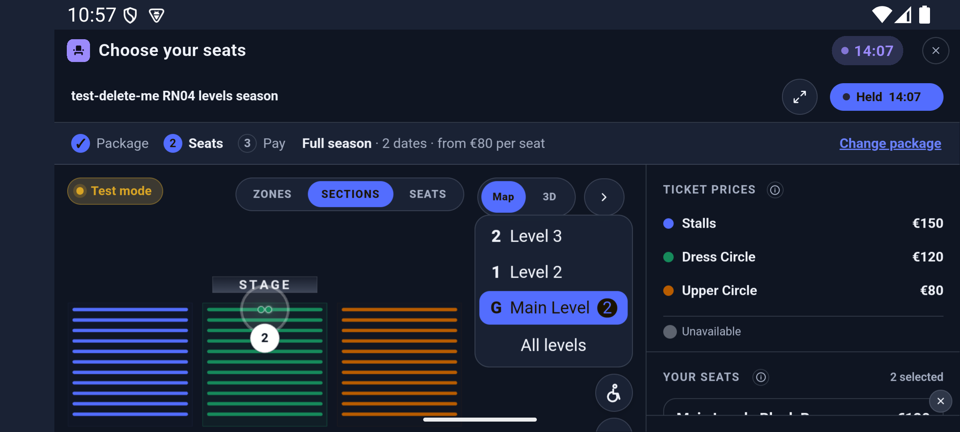 10:57
Choose your seats
14:07
test-delete-me RN04 levels season
Held 14:07
Package 2 Seats 3 Pay Full season · 2 dates · from €80 per seat
Change package
Test mode
ZONES SECTIONS SEATS
Map 3D
TICKET PRICES
2 Level 3
1 Level 2
G Main Level 2
All levels
STAGE
2
Stalls €150
Dress Circle €120
Upper Circle €80
Unavailable
YOUR SEATS 2 selected